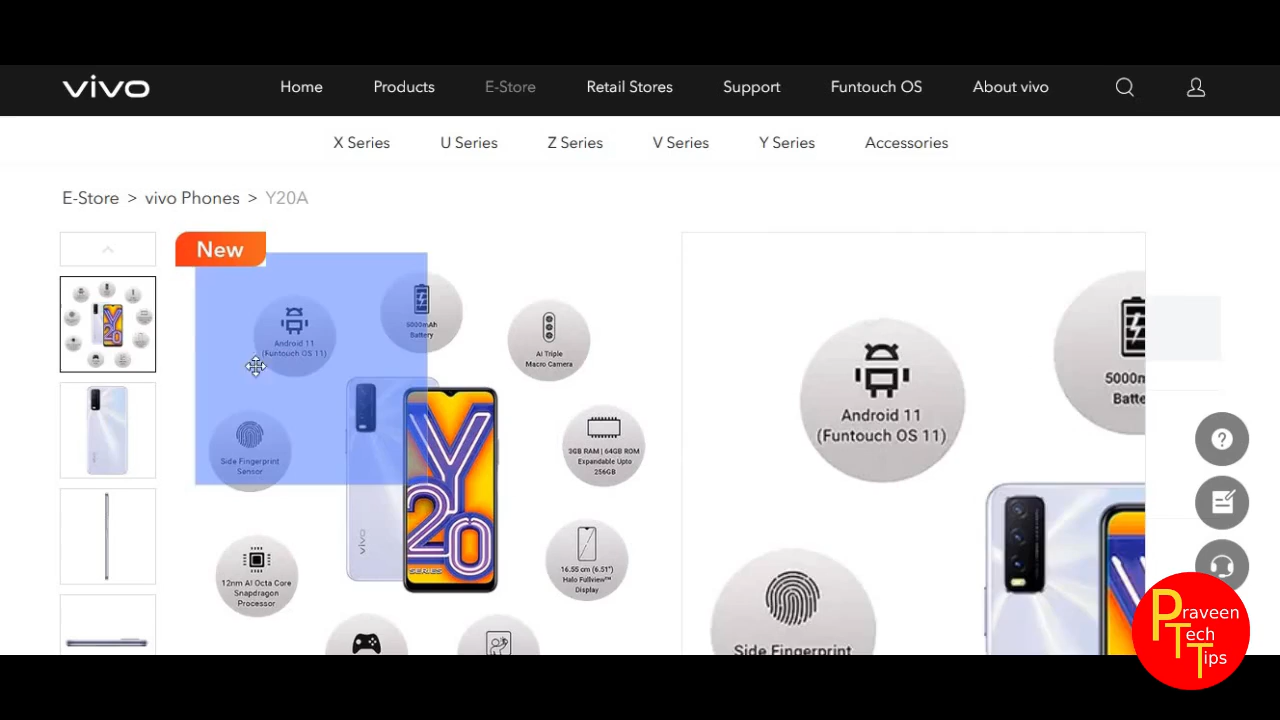 vivo
Home Products E-Store Retail Stores Support Funtouch OS About vivo
X Series U Series Z Series V Series Y Series Accessories
E-Store > vivo Phones > Y20A
New
Android 11
(Funtouch OS 11)
5000mAh
Battery
AI Triple
Macro Camera
Side Fingerprint
Sensor
3GB RAM | 64GB ROM
Expandable Upto
256GB
12nm AI Octa Core
Snapdragon
Processor
16.55 cm (6.51")
Halo Fullview™
Display
vivo
Y
20
SERIES
Android 11
(Funtouch OS 11)
5000m
Batte
Side Fingerprint
Praveen
Tech
Tips